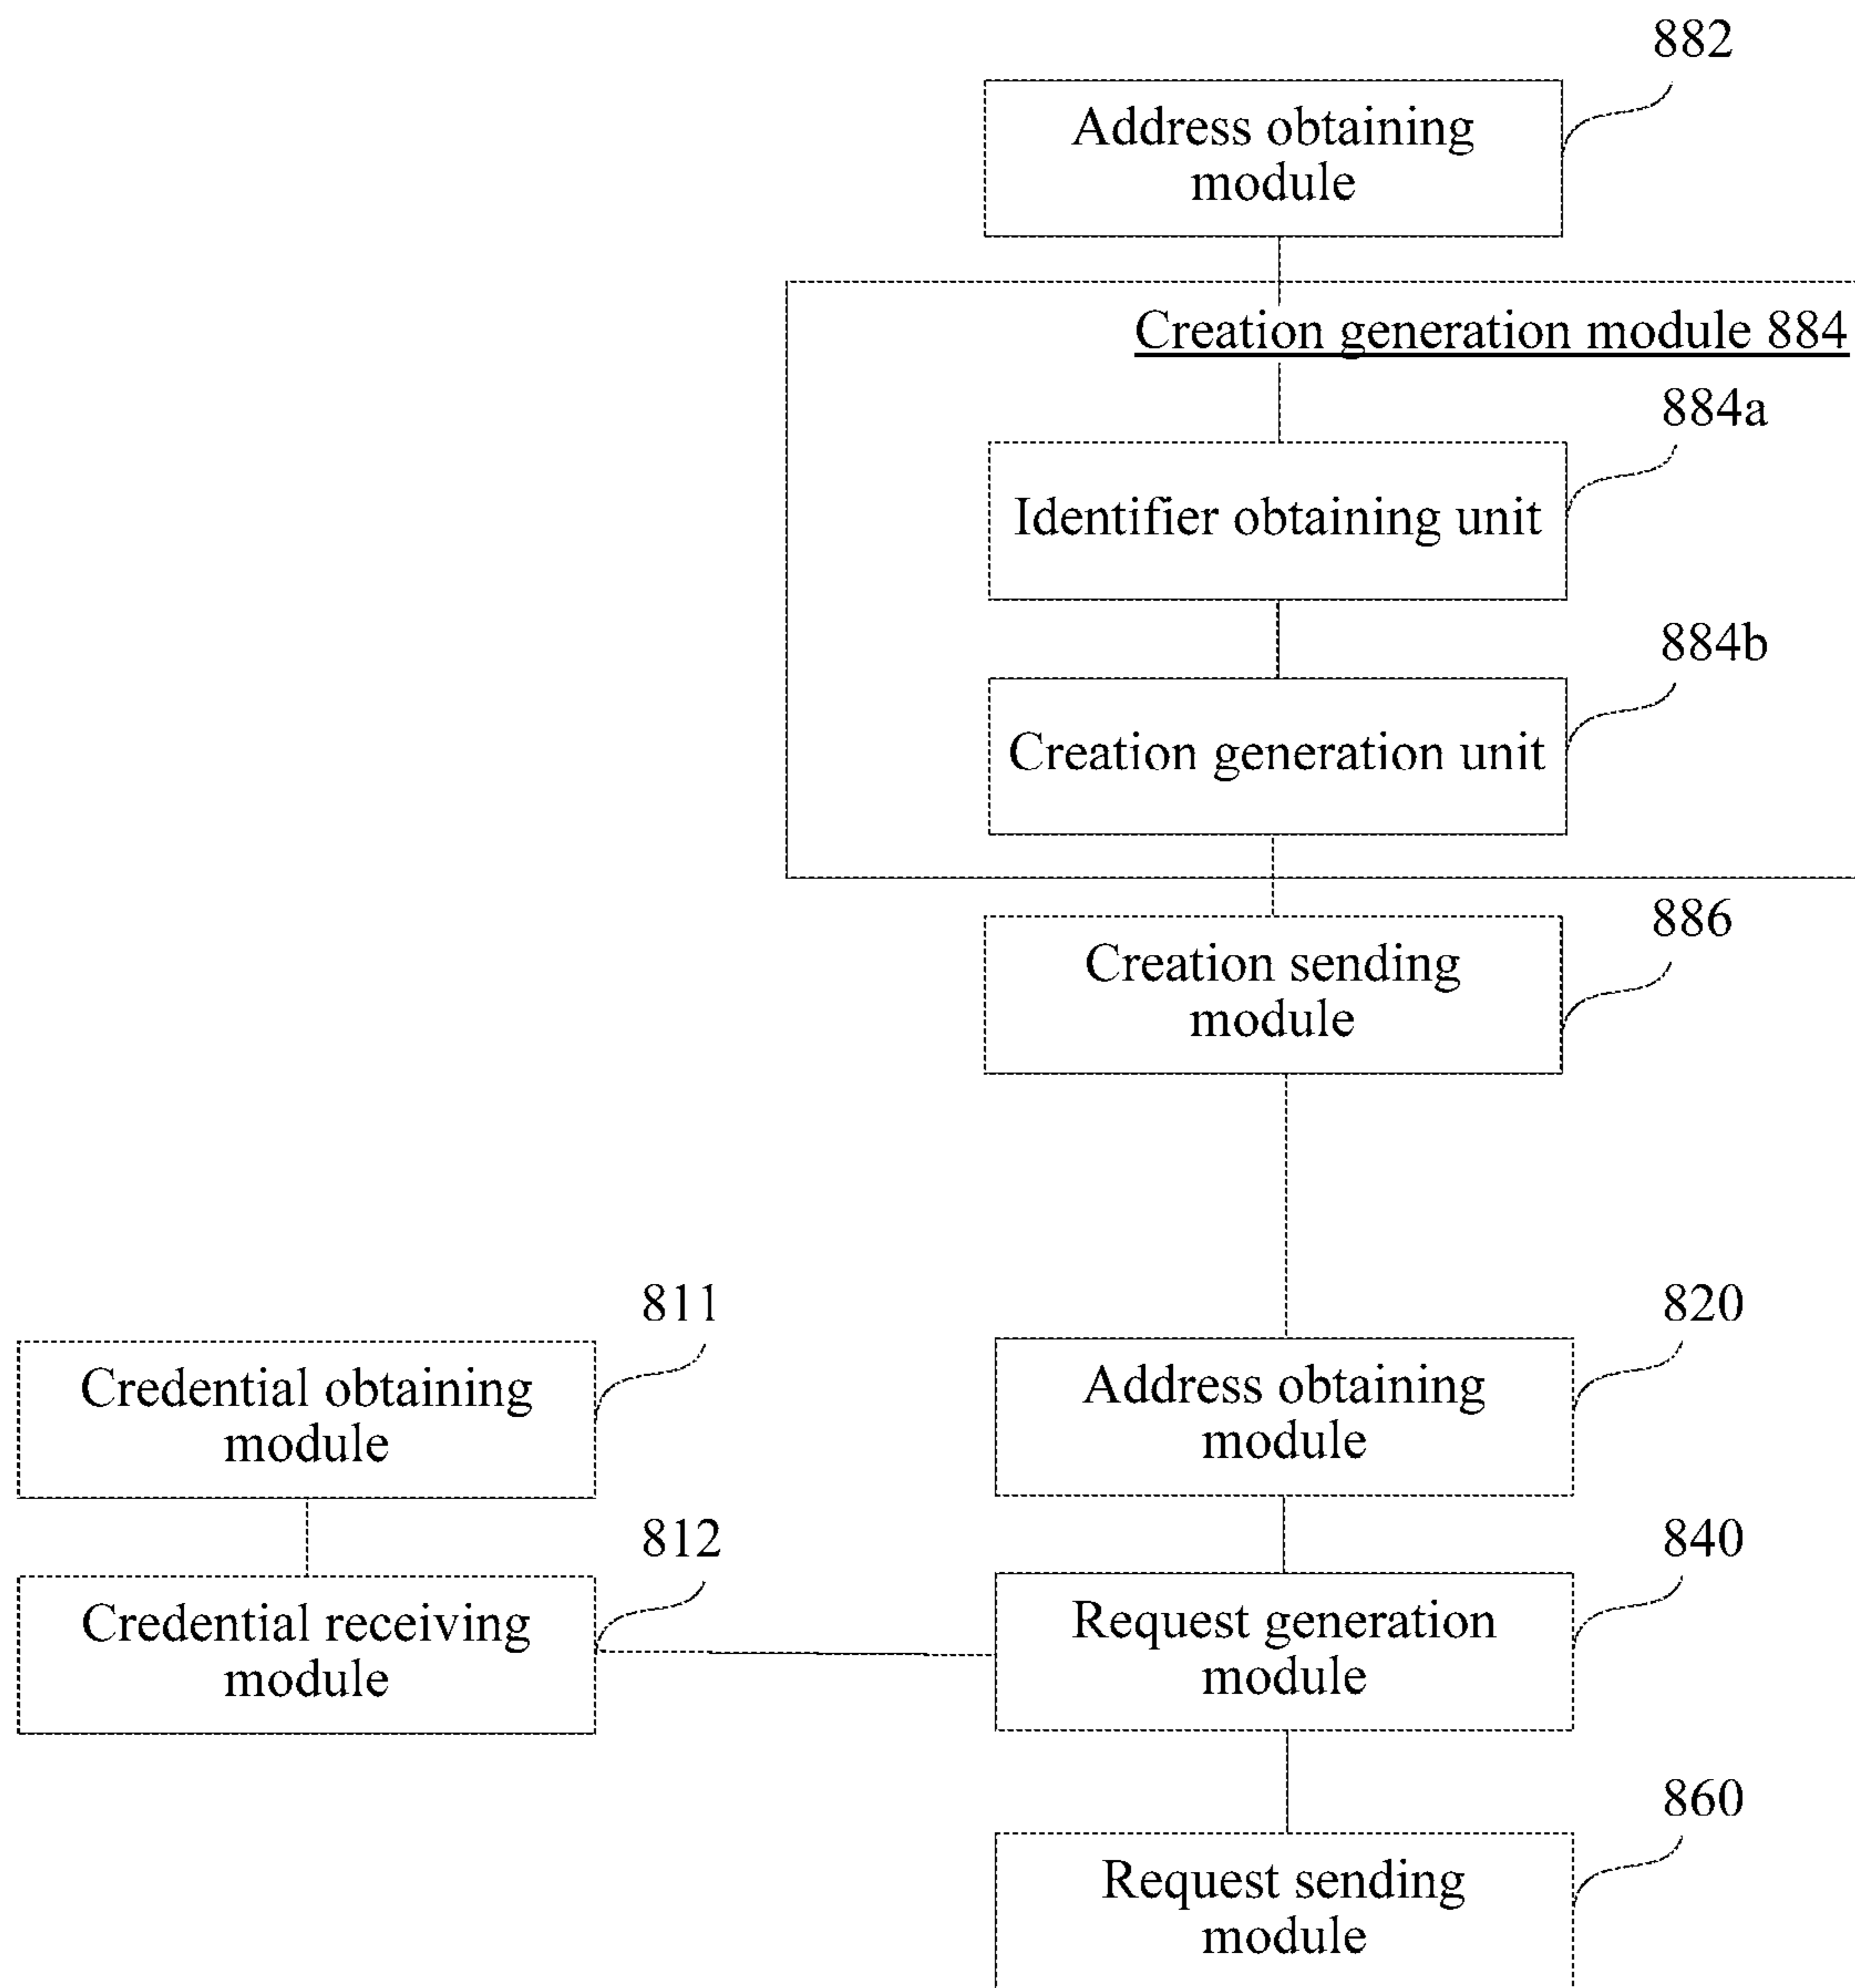 882
Address obtaining
module
Creation generation module 884
884a
Identifier obtaining unit
884b
Creation generation unit
886
Creation sending
module
811
Credential obtaining
module
820
Address obtaining
module
812
Credential receiving
module
840
Request generation
module
860
Request sending
module